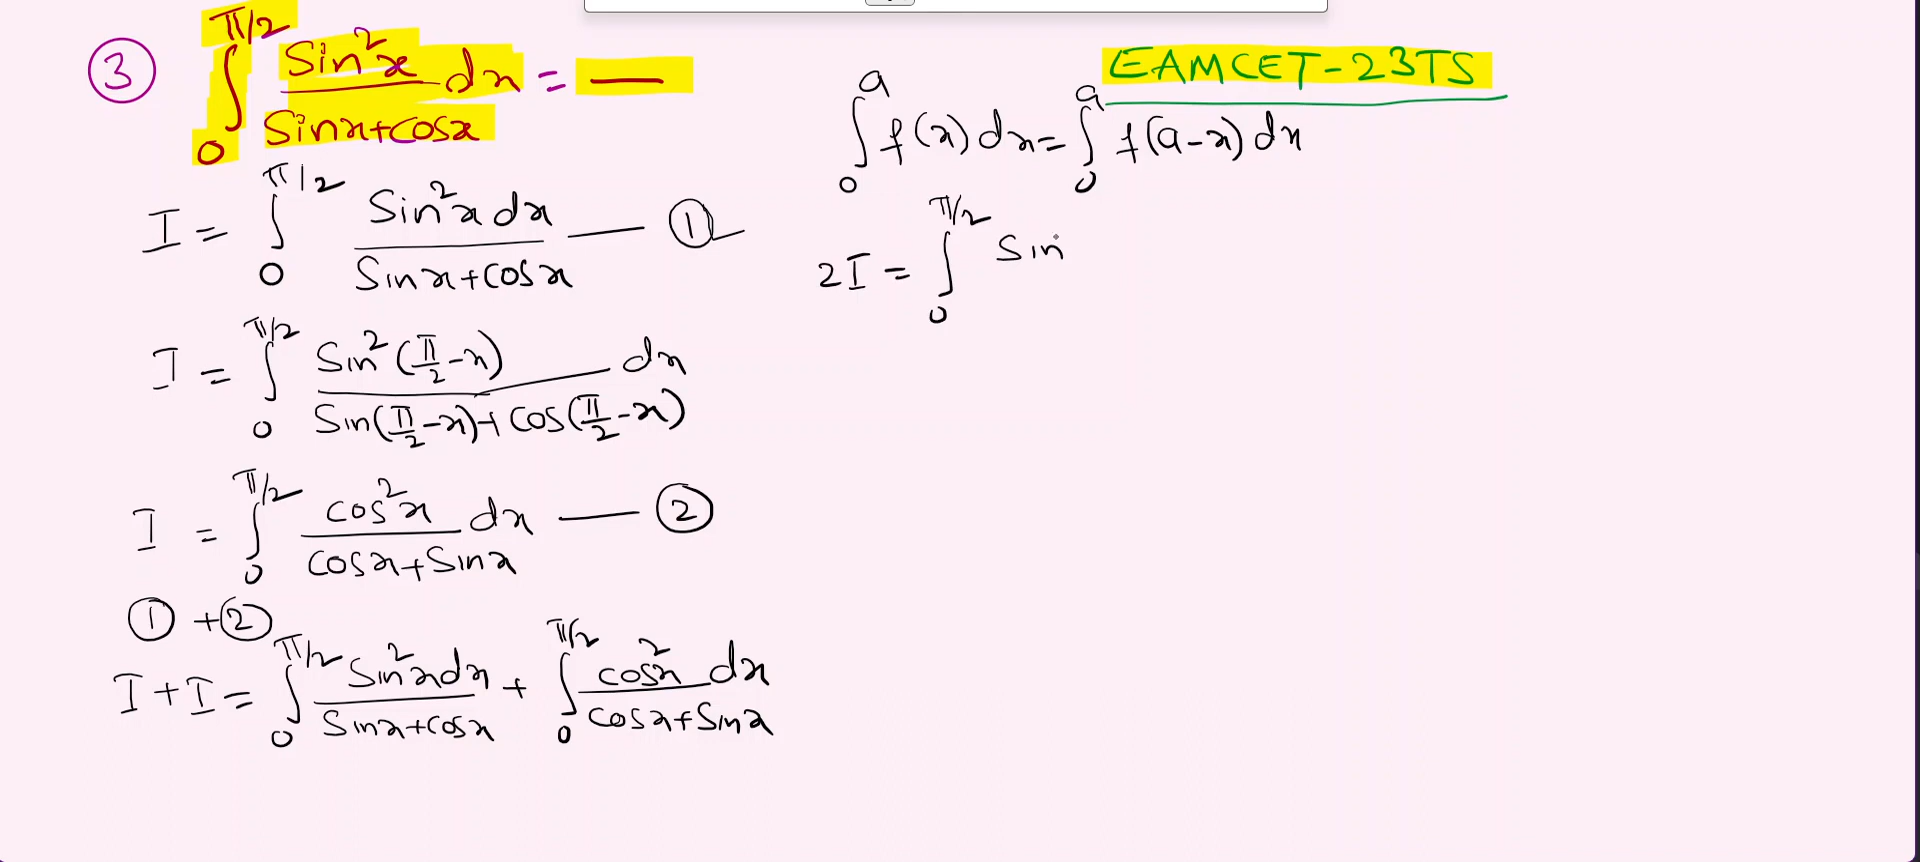 ③ ∫₀^π/2 Sin²x/(Sinx+Cosx) dx = __
EAMCET-23TS
∫₀^a f(x) dx = ∫₀^a f(a-x) dx
I = ∫₀^π/2 Sin²x dx/(Sinx+Cosx) — ①
I = ∫₀^π/2 Sin²(π/2-x)/(Sin(π/2-x)+Cos(π/2-x)) dx
I = ∫₀^π/2 Cos²x/(Cosx+Sinx) dx — ②
①+②
I+I = ∫₀^π/2 Sin²x dx/(Sinx+Cosx) + ∫₀^π/2 Cos²x dx/(Cosx+Sinx)
2I = ∫₀^π/2 Sin